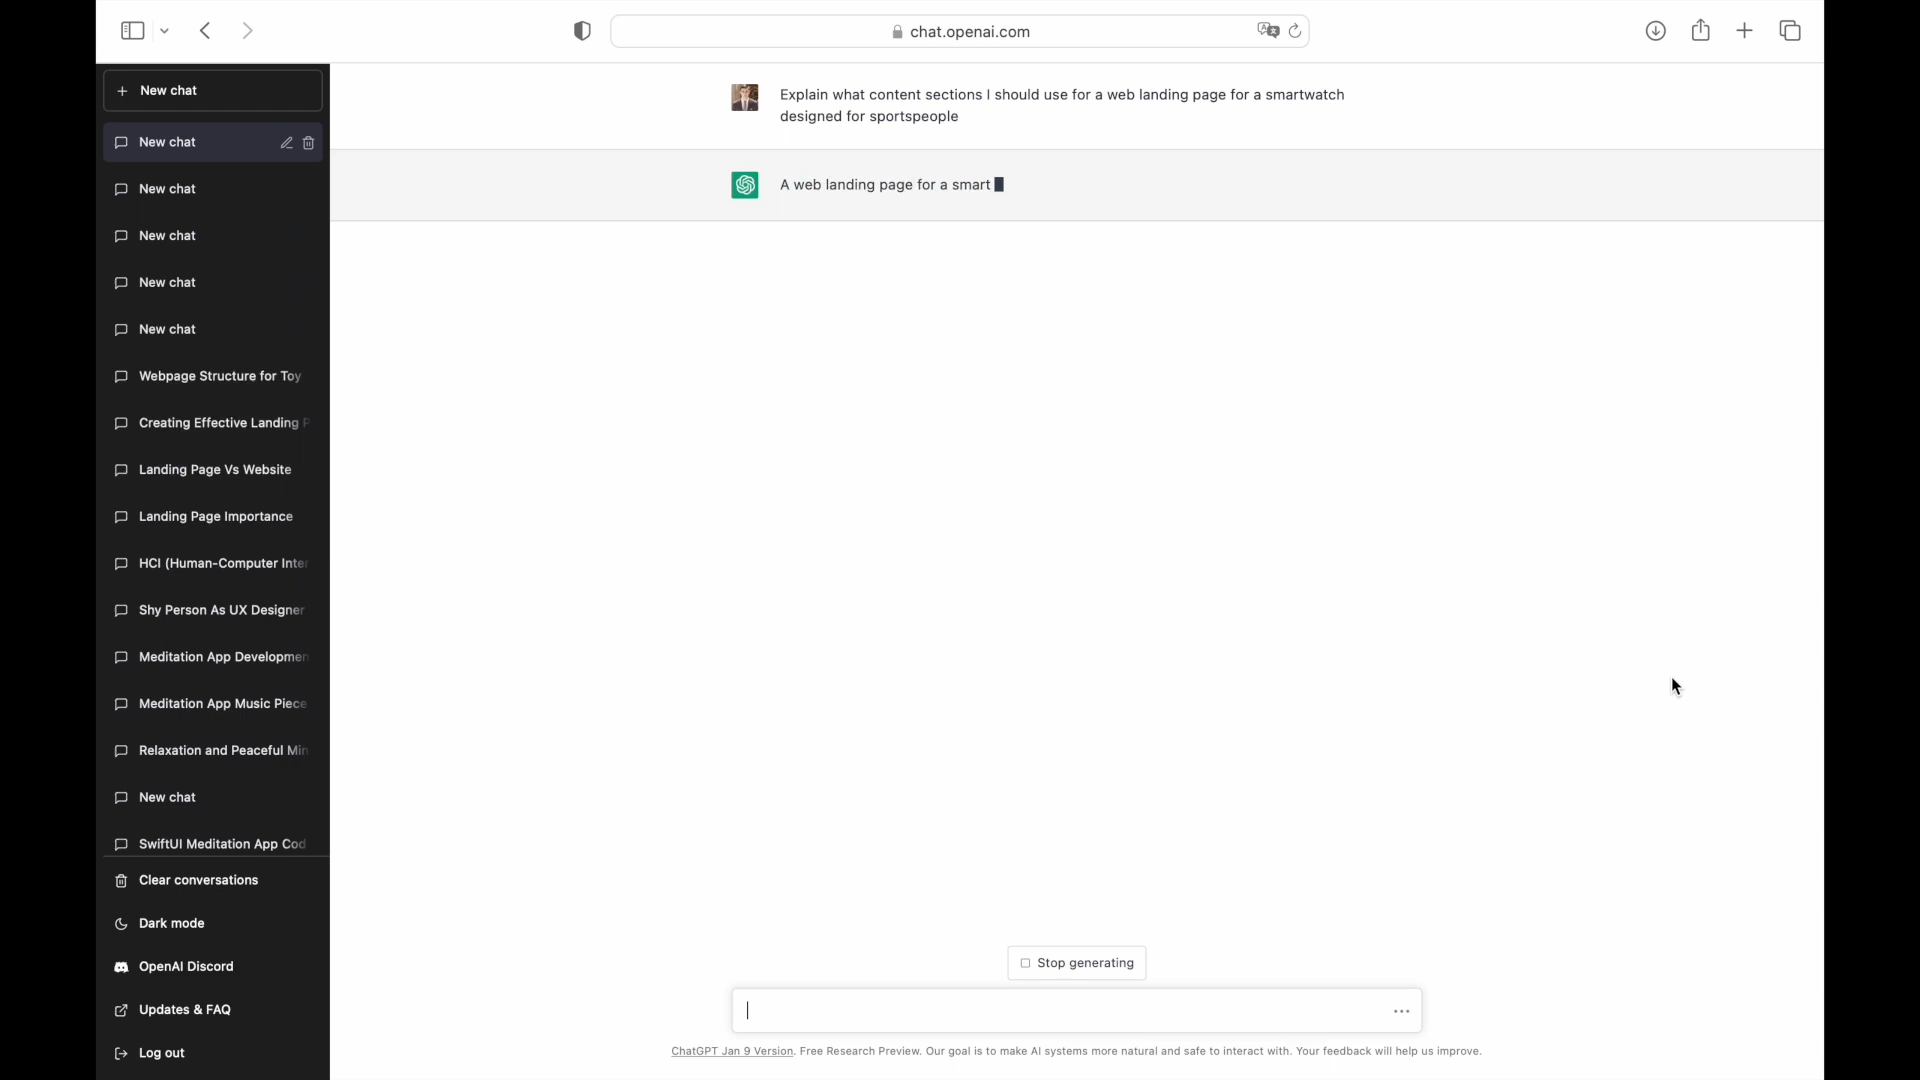 chat.openai.com
New chat
New chat
New chat
New chat
New chat
New chat
Webpage Structure for Toy
Creating Effective Landing P
Landing Page Vs Website
Landing Page Importance
HCI (Human-Computer Inter
Shy Person As UX Designer
Meditation App Developmen
Meditation App Music Piece
Relaxation and Peaceful Min
New chat
SwiftUI Meditation App Cod
Clear conversations
Dark mode
OpenAI Discord
Updates & FAQ
Log out
Explain what content sections I should use for a web landing page for a smartwatch
designed for sportspeople
A web landing page for a smart
Stop generating
ChatGPT Jan 9 Version. Free Research Preview. Our goal is to make AI systems more natural and safe to interact with. Your feedback will help us improve.